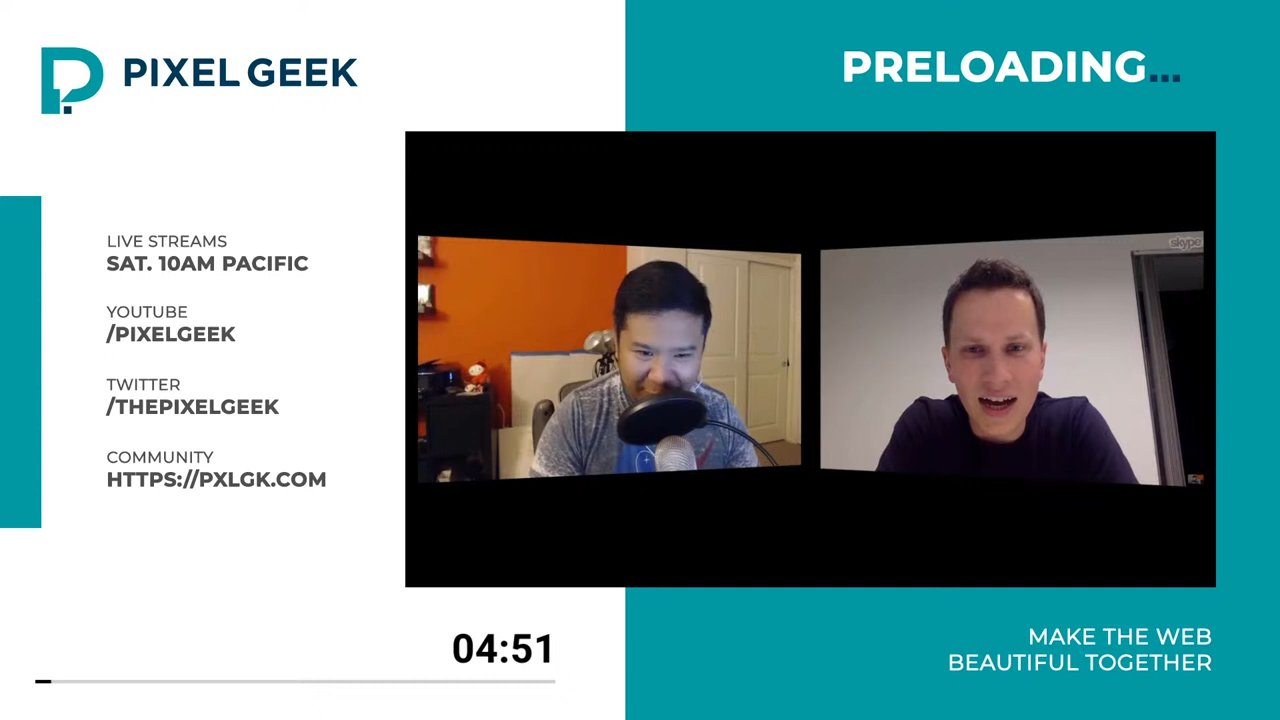 PIXEL GEEK
PRELOADING...
LIVE STREAMS
SAT. 10AM PACIFIC
YOUTUBE
/PIXELGEEK
TWITTER
/THEPIXELGEEK
COMMUNITY
HTTPS://PXLGK.COM
skype
04:51
MAKE THE WEB
BEAUTIFUL TOGETHER